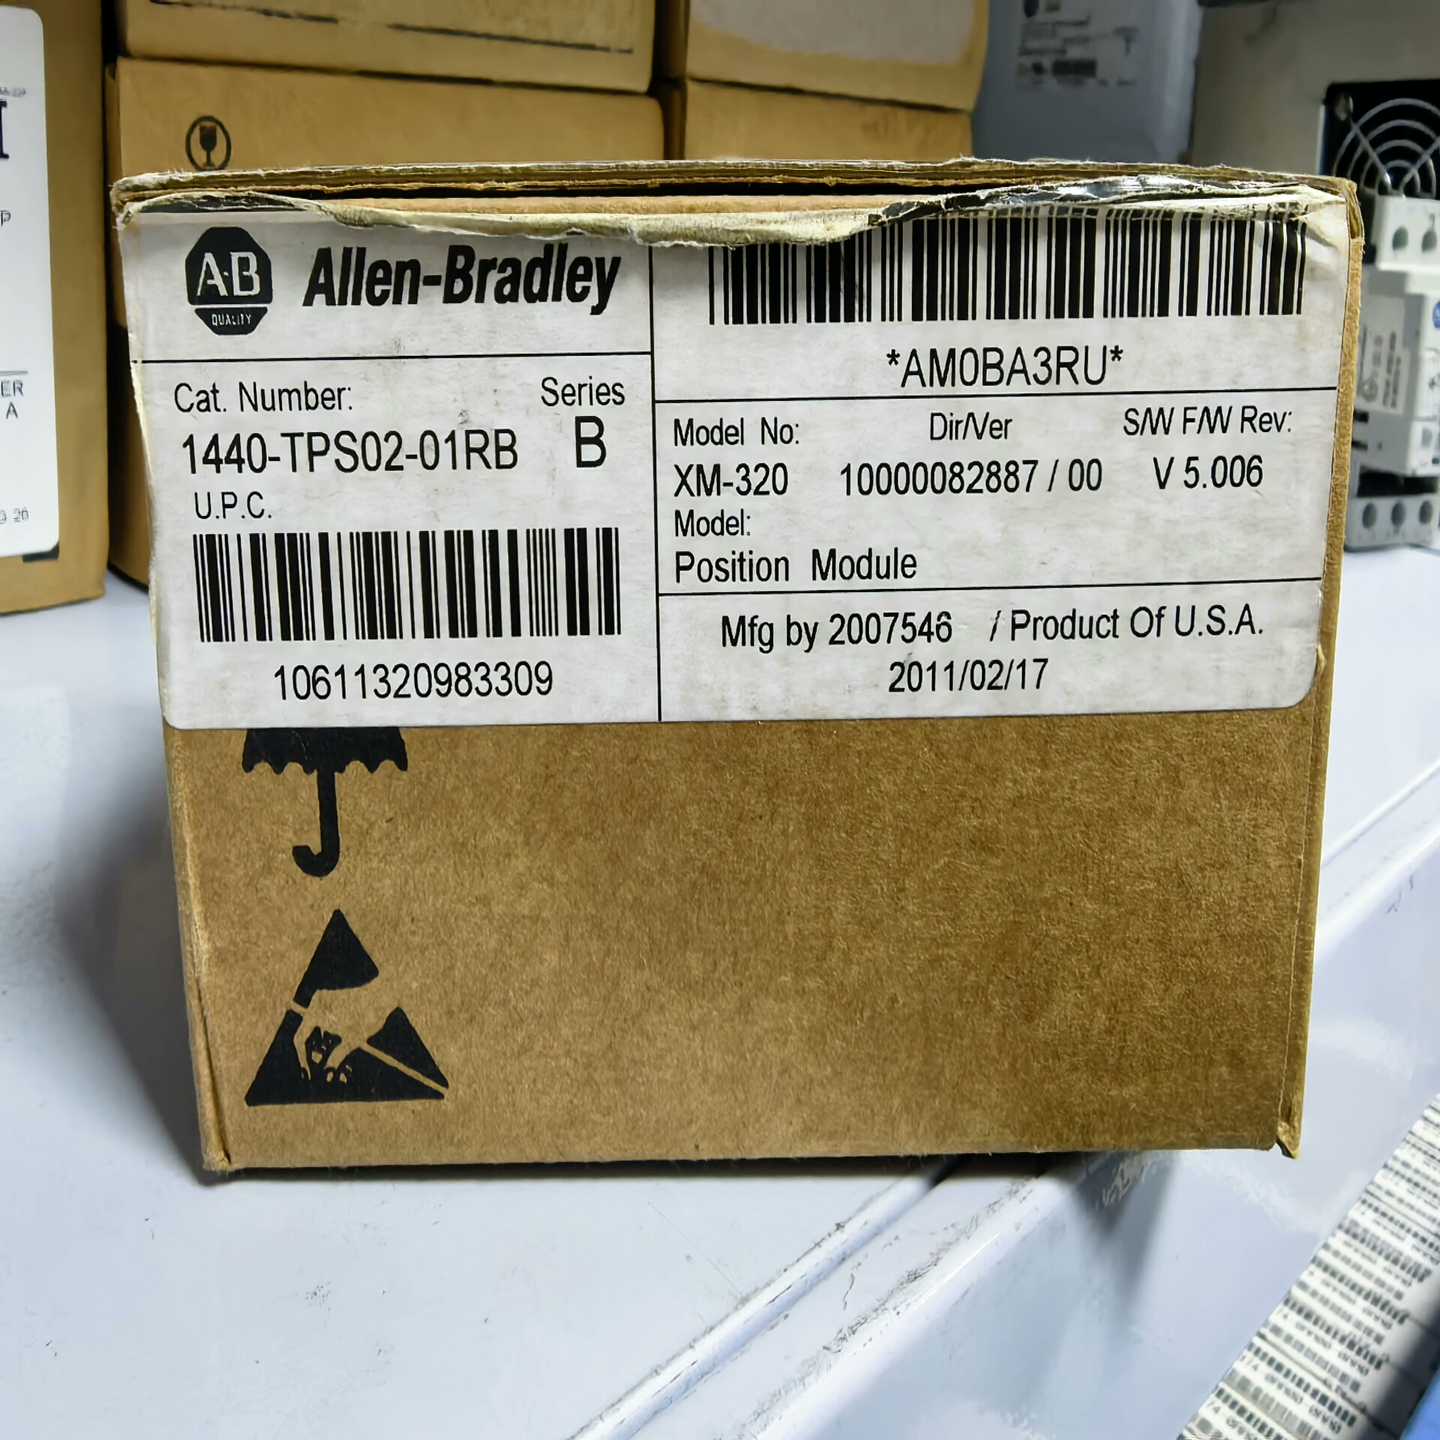 A·B
QUALITY
Allen-Bradley
*AM0BA3RU*
Cat. Number:
Series
1440-TPS02-01RB
B
U.P.C.
10611320983309
Model No:
Dir/Ver
S/W F/W Rev:
XM-320
10000082887 / 00
V 5.006
Model:
Position Module
Mfg by 2007546 / Product Of U.S.A.
2011/02/17
ER
A
P